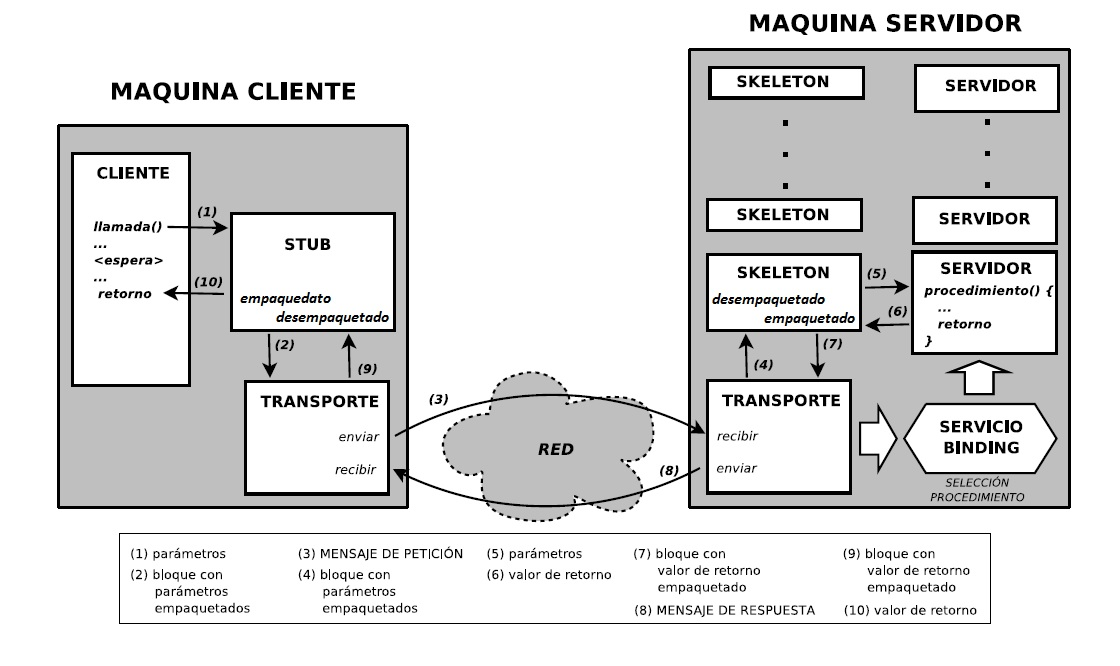 MAQUINA SERVIDOR
MAQUINA CLIENTE
CLIENTE
llamada()
...
<espera>
...
retorno
(1)
(10)
STUB
empaquedato
desempaquetado
(2)
(9)
TRANSPORTE
enviar
recibir
(3)
RED
(8)
SKELETON
SERVIDOR
SKELETON
SERVIDOR
SKELETON
desempaquetado
empaquetado
(5)
(6)
SERVIDOR
procedimiento() {
...
retorno
}
(4)
(7)
TRANSPORTE
recibir
enviar
SERVICIO
BINDING
SELECCIÓN
PROCEDIMIENTO
(1) parámetros
(2) bloque con
parámetros
empaquetados
(3) MENSAJE DE PETICIÓN
(4) bloque con
parámetros
empaquetados
(5) parámetros
(6) valor de retorno
(7) bloque con
valor de retorno
empaquetado
(8) MENSAJE DE RESPUESTA
(9) bloque con
valor de retorno
empaquetado
(10) valor de retorno